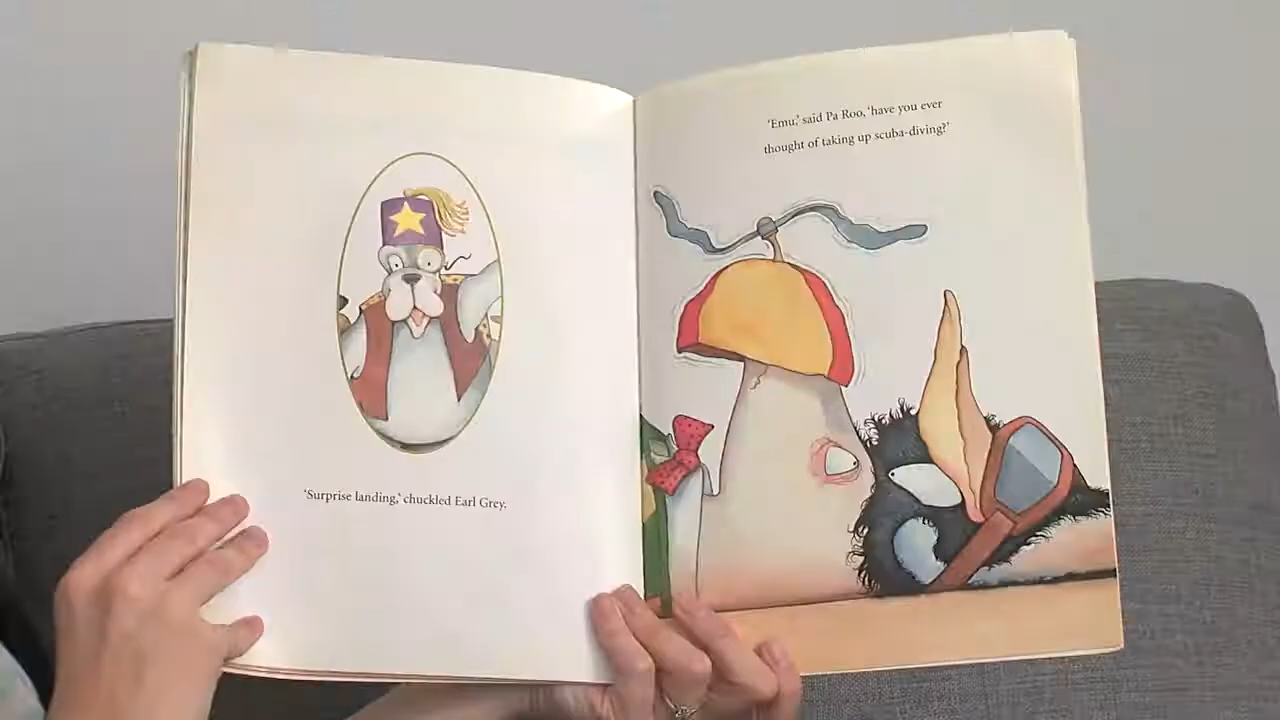 'Surprise landing,' chuckled Earl Grey.
'Emu,' said Pa Roo, 'have you ever
thought of taking up scuba-diving?'